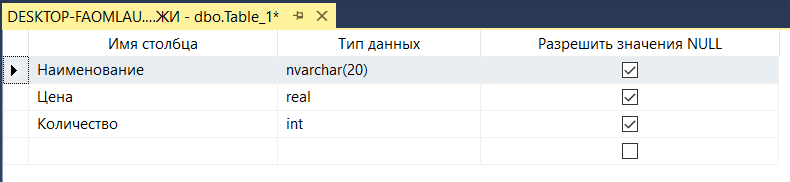 DESKTOP-FAOMLAU....ЖИ - dbo.Table_1*
Имя столбца Тип данных Разрешить значения NULL
Наименование nvarchar(20)
Цена real
Количество int